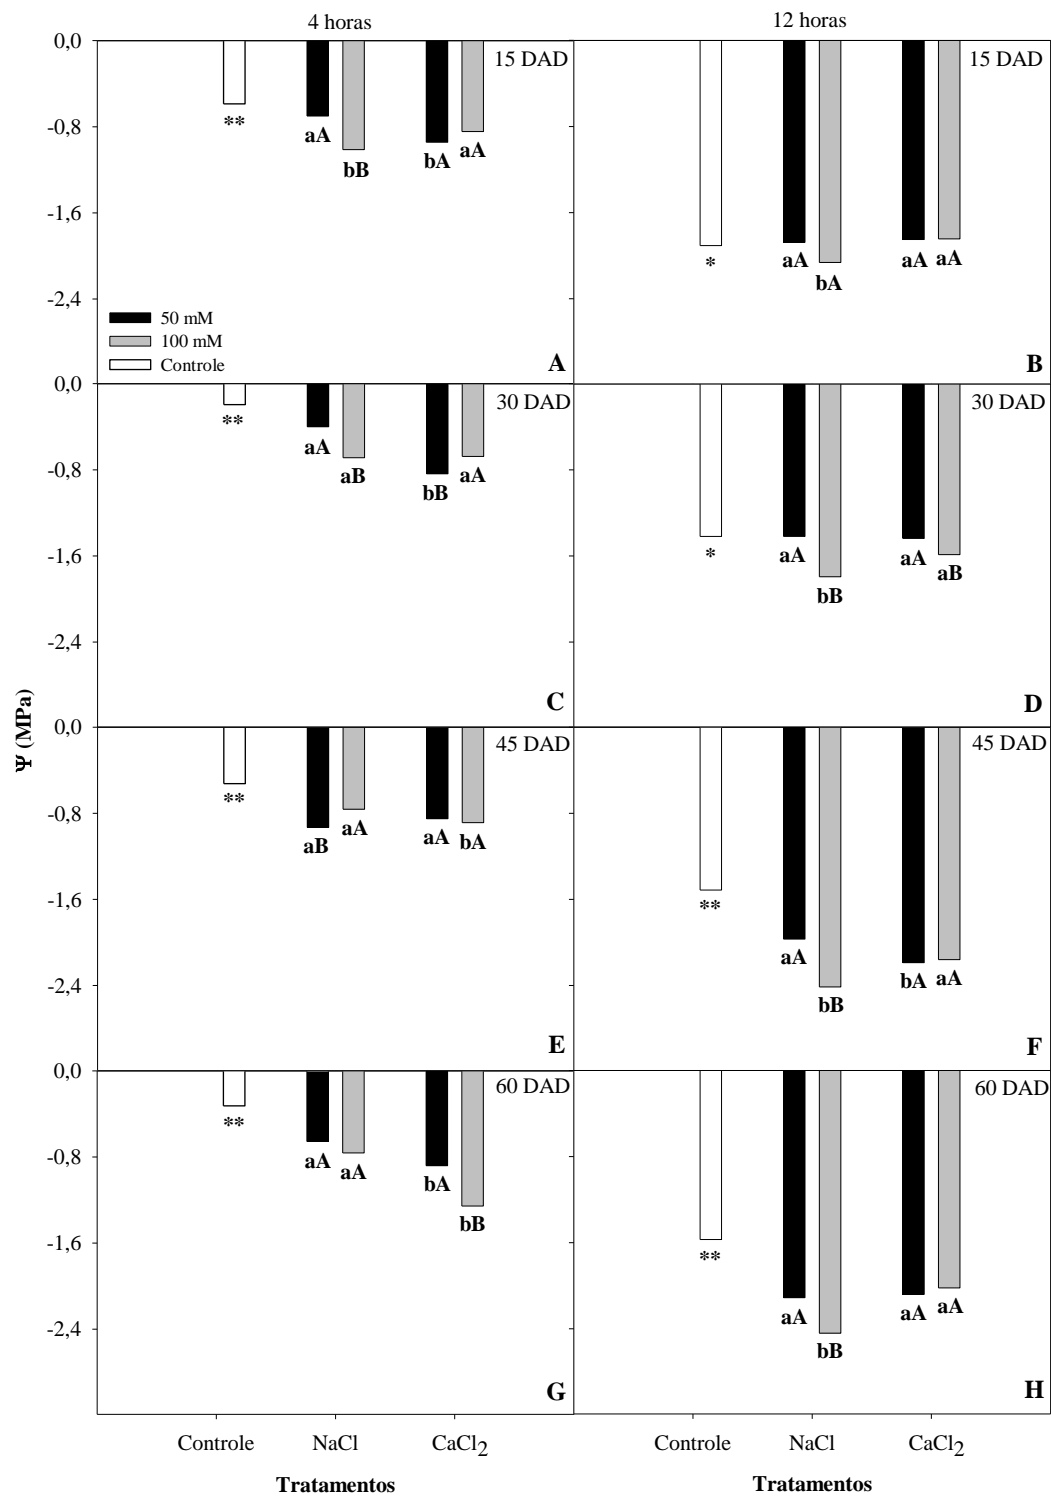 4 horas
12 horas
0,0
-0,8
-1,6
-2,4
15 DAD
**
aA
bB
bA
aA
50 mM
100 mM
Controle
A
15 DAD
*
aA
bA
aA
aA
B
0,0
-0,8
-1,6
-2,4
30 DAD
**
aA
aB
bB
aA
C
30 DAD
*
aA
bB
aA
aB
D
Ψ (MPa)
0,0
-0,8
-1,6
-2,4
45 DAD
**
aB
aA
aA
bA
E
45 DAD
**
aA
bB
bA
aA
F
0,0
-0,8
-1,6
-2,4
60 DAD
**
aA
aA
bA
bB
G
60 DAD
**
aA
bB
aA
aA
H
Controle NaCl CaCl2
Tratamentos
Controle NaCl CaCl2
Tratamentos